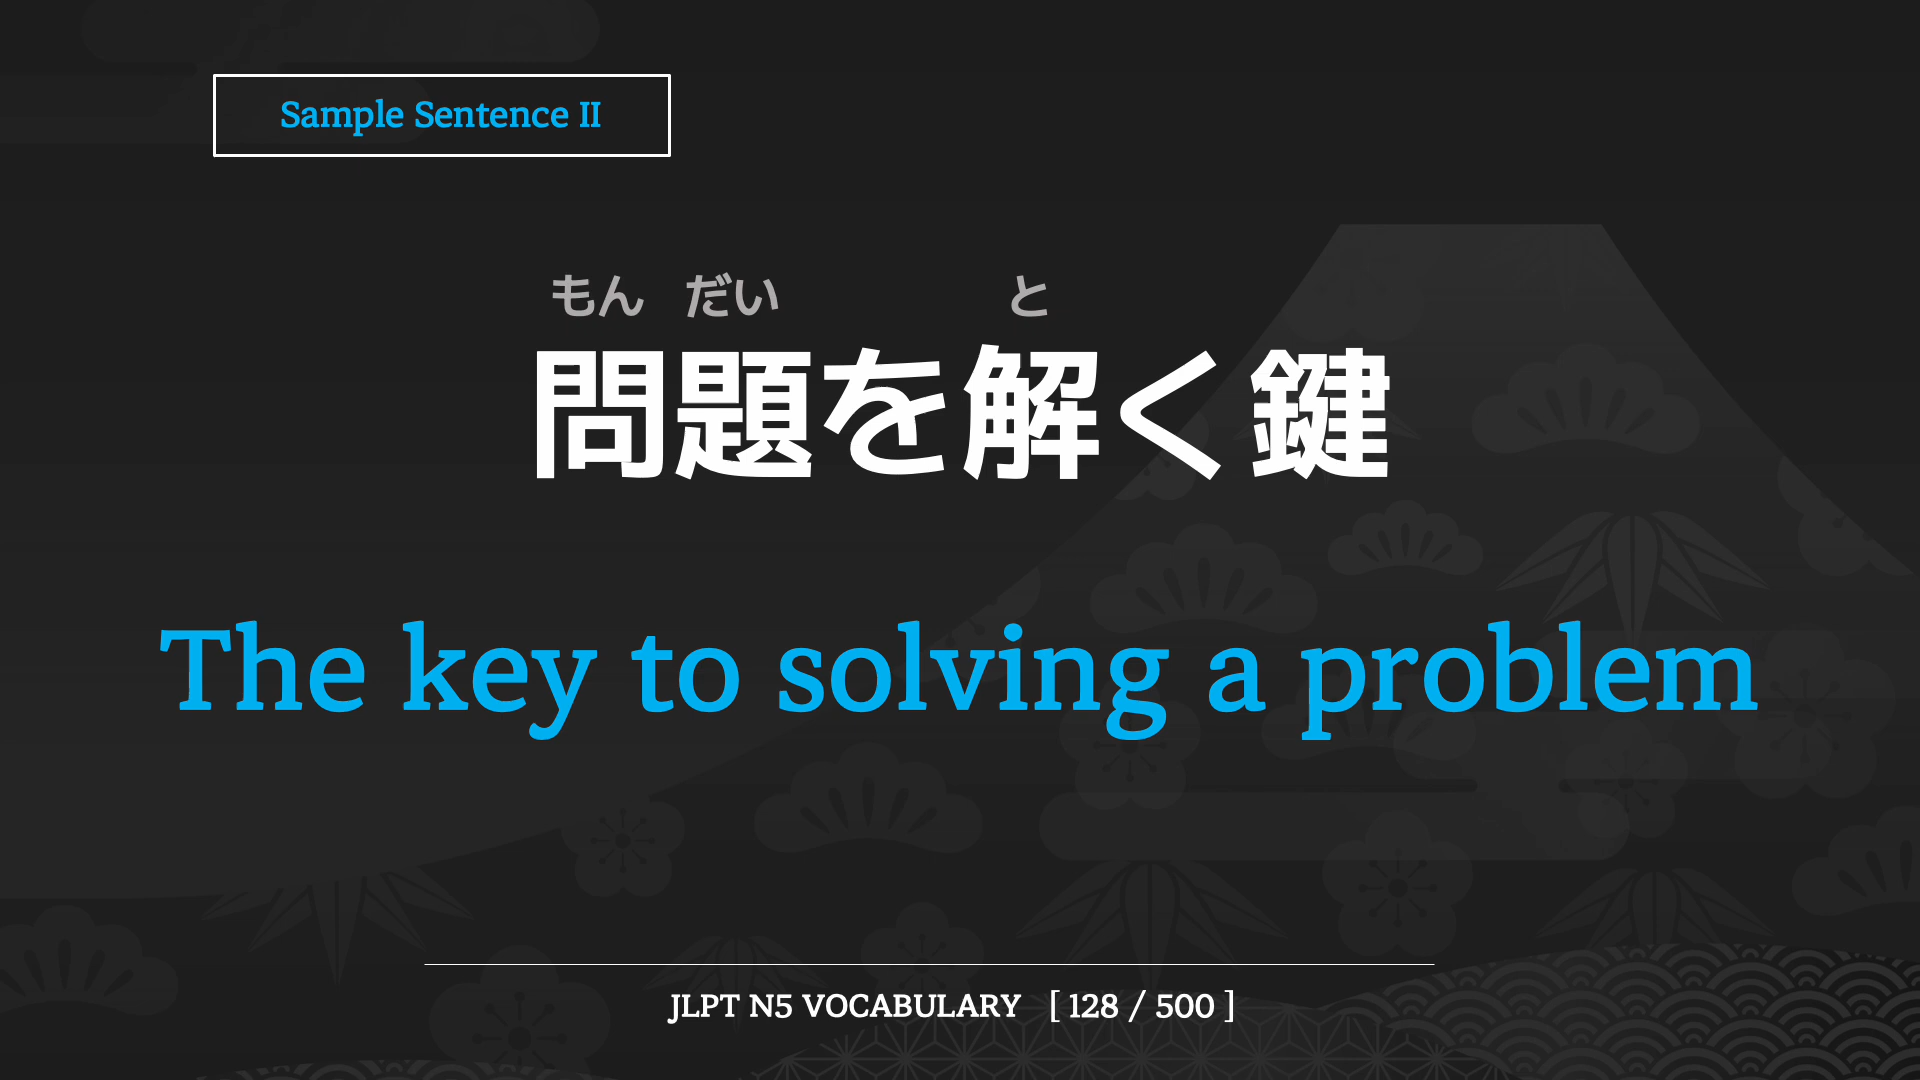 Sample Sentence II
もん だい と
問題を解く鍵
The key to solving a problem
JLPT N5 VOCABULARY [ 128 / 500 ]